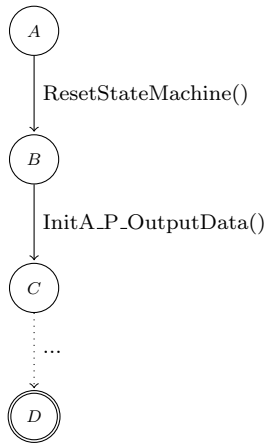 A
ResetStateMachine()
B
InitA_P_OutputData()
C
...
D